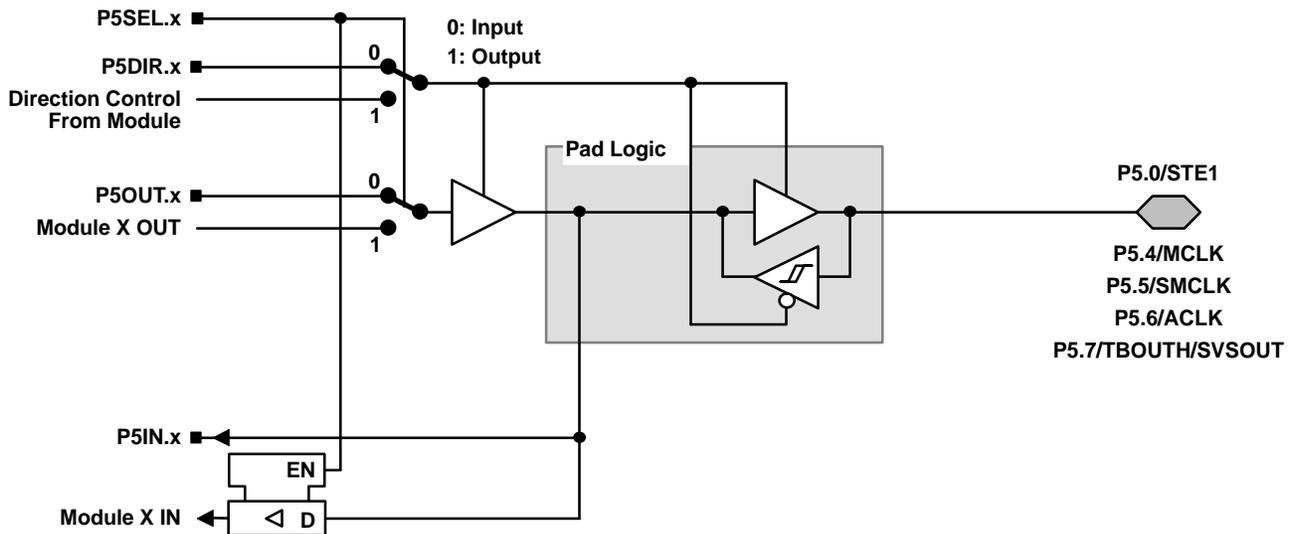 P5SEL.x
0: Input
1: Output
0
P5DIR.x
Direction Control
From Module
1
Pad Logic
P5.0/STE1
0
P5OUT.x
Module X OUT
1
P5.4/MCLK
P5.5/SMCLK
P5.6/ACLK
P5.7/TBOUTH/SVSOUT
P5IN.x
EN
Module X IN
D